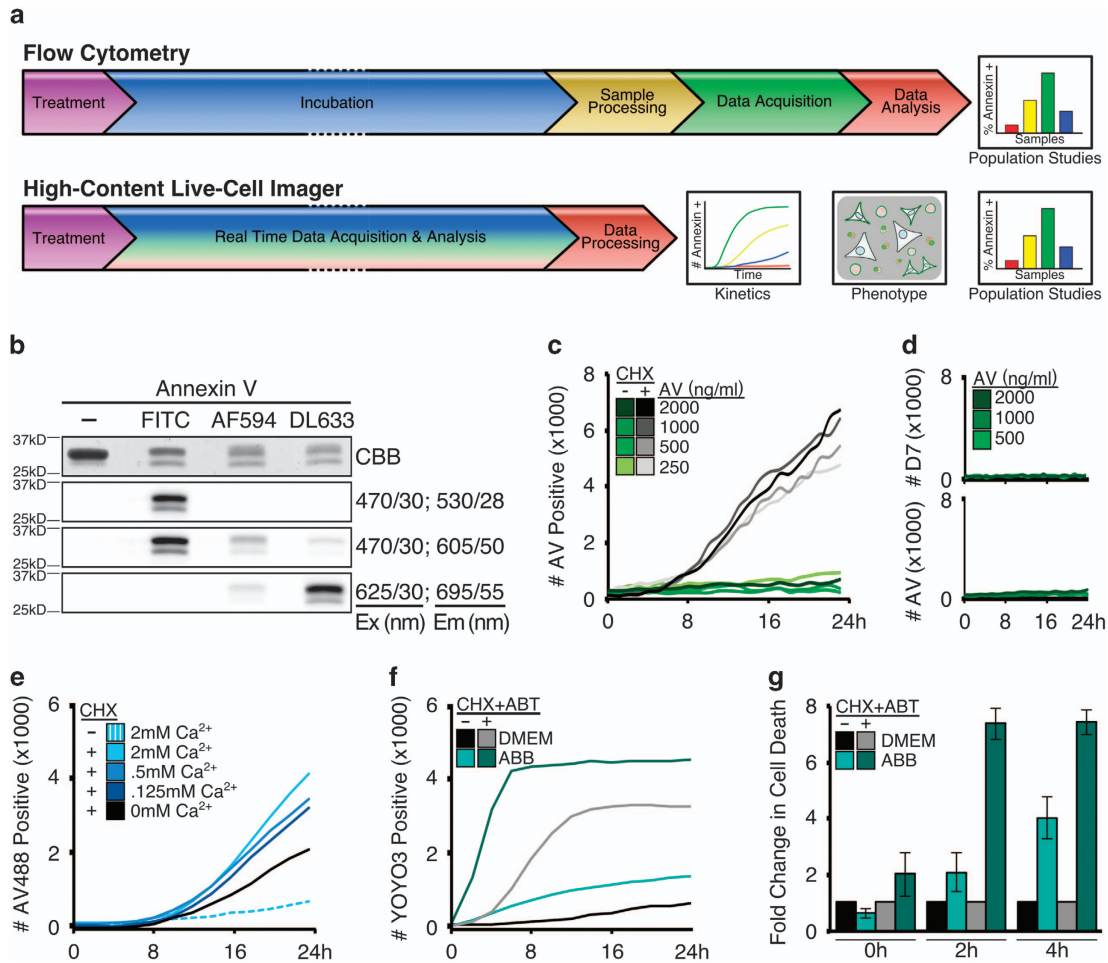 a
Flow Cytometry
Treatment
Incubation
Sample
Processing
Data Acquisition
Data
Analysis
% Annexin +
Samples
Population Studies
High-Content Live-Cell Imager
Treatment
Real Time Data Acquisition & Analysis
Data
Processing
# Annexin +
Time
Kinetics
Phenotype
% Annexin +
Samples
Population Studies
b
Annexin V
– FITC AF594 DL633
37kD
25kD
CBB
37kD
25kD
470/30; 530/28
37kD
25kD
470/30; 605/50
37kD
25kD
625/30; 695/55
Ex (nm) Em (nm)
c
# AV Positive (x1000)
CHX
- + AV (ng/ml)
2000
1000
500
250
8
6
4
2
0
0 8 16 24h
d
AV (ng/ml)
2000
1000
500
# D7 (x1000)
8
0
# AV (x1000)
8
0
0 8 16 24h
e
# AV488 Positive (x1000)
CHX
- 2mM Ca²⁺
+ 2mM Ca²⁺
+ .5mM Ca²⁺
+ .125mM Ca²⁺
+ 0mM Ca²⁺
6
4
2
0
0 8 16 24h
f
# YOYO3 Positive (x1000)
CHX+ABT
- +
DMEM
ABB
6
4
2
0
0 8 16 24h
g
Fold Change in Cell Death
CHX+ABT
- +
DMEM
ABB
8
6
4
2
0
0h 2h 4h